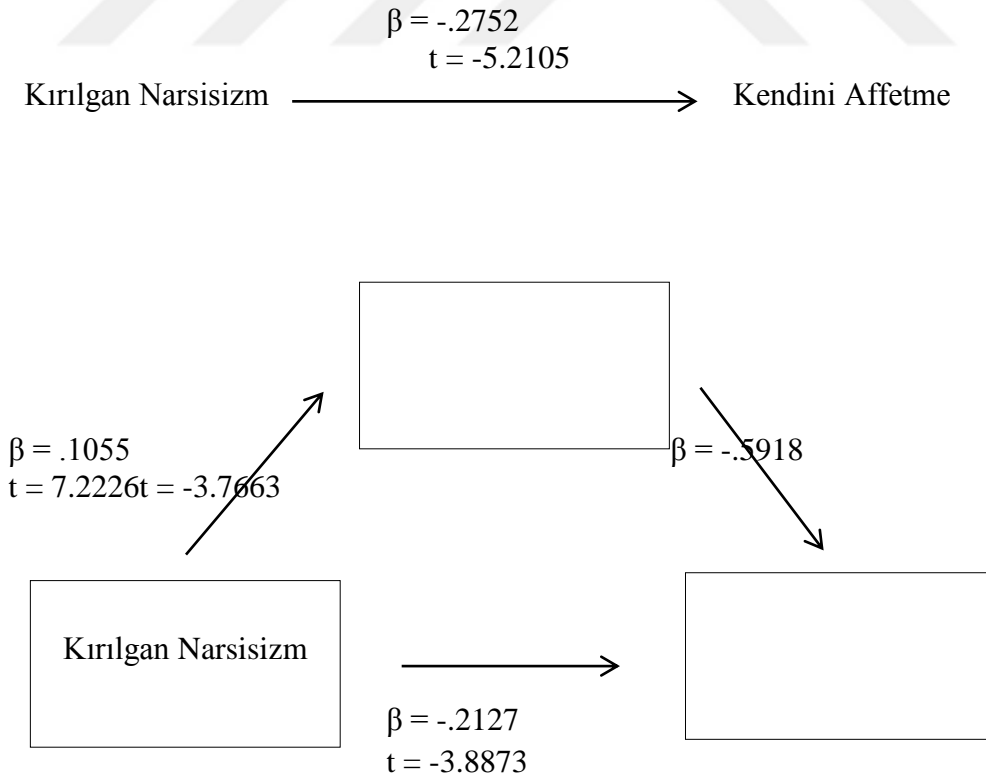 β = -.2752
t = -5.2105
Kırılgan Narsisizm Kendini Affetme
β = .1055 β = -.5918
t = 7.2226t = -3.7663
Kırılgan Narsisizm
β = -.2127
t = -3.8873